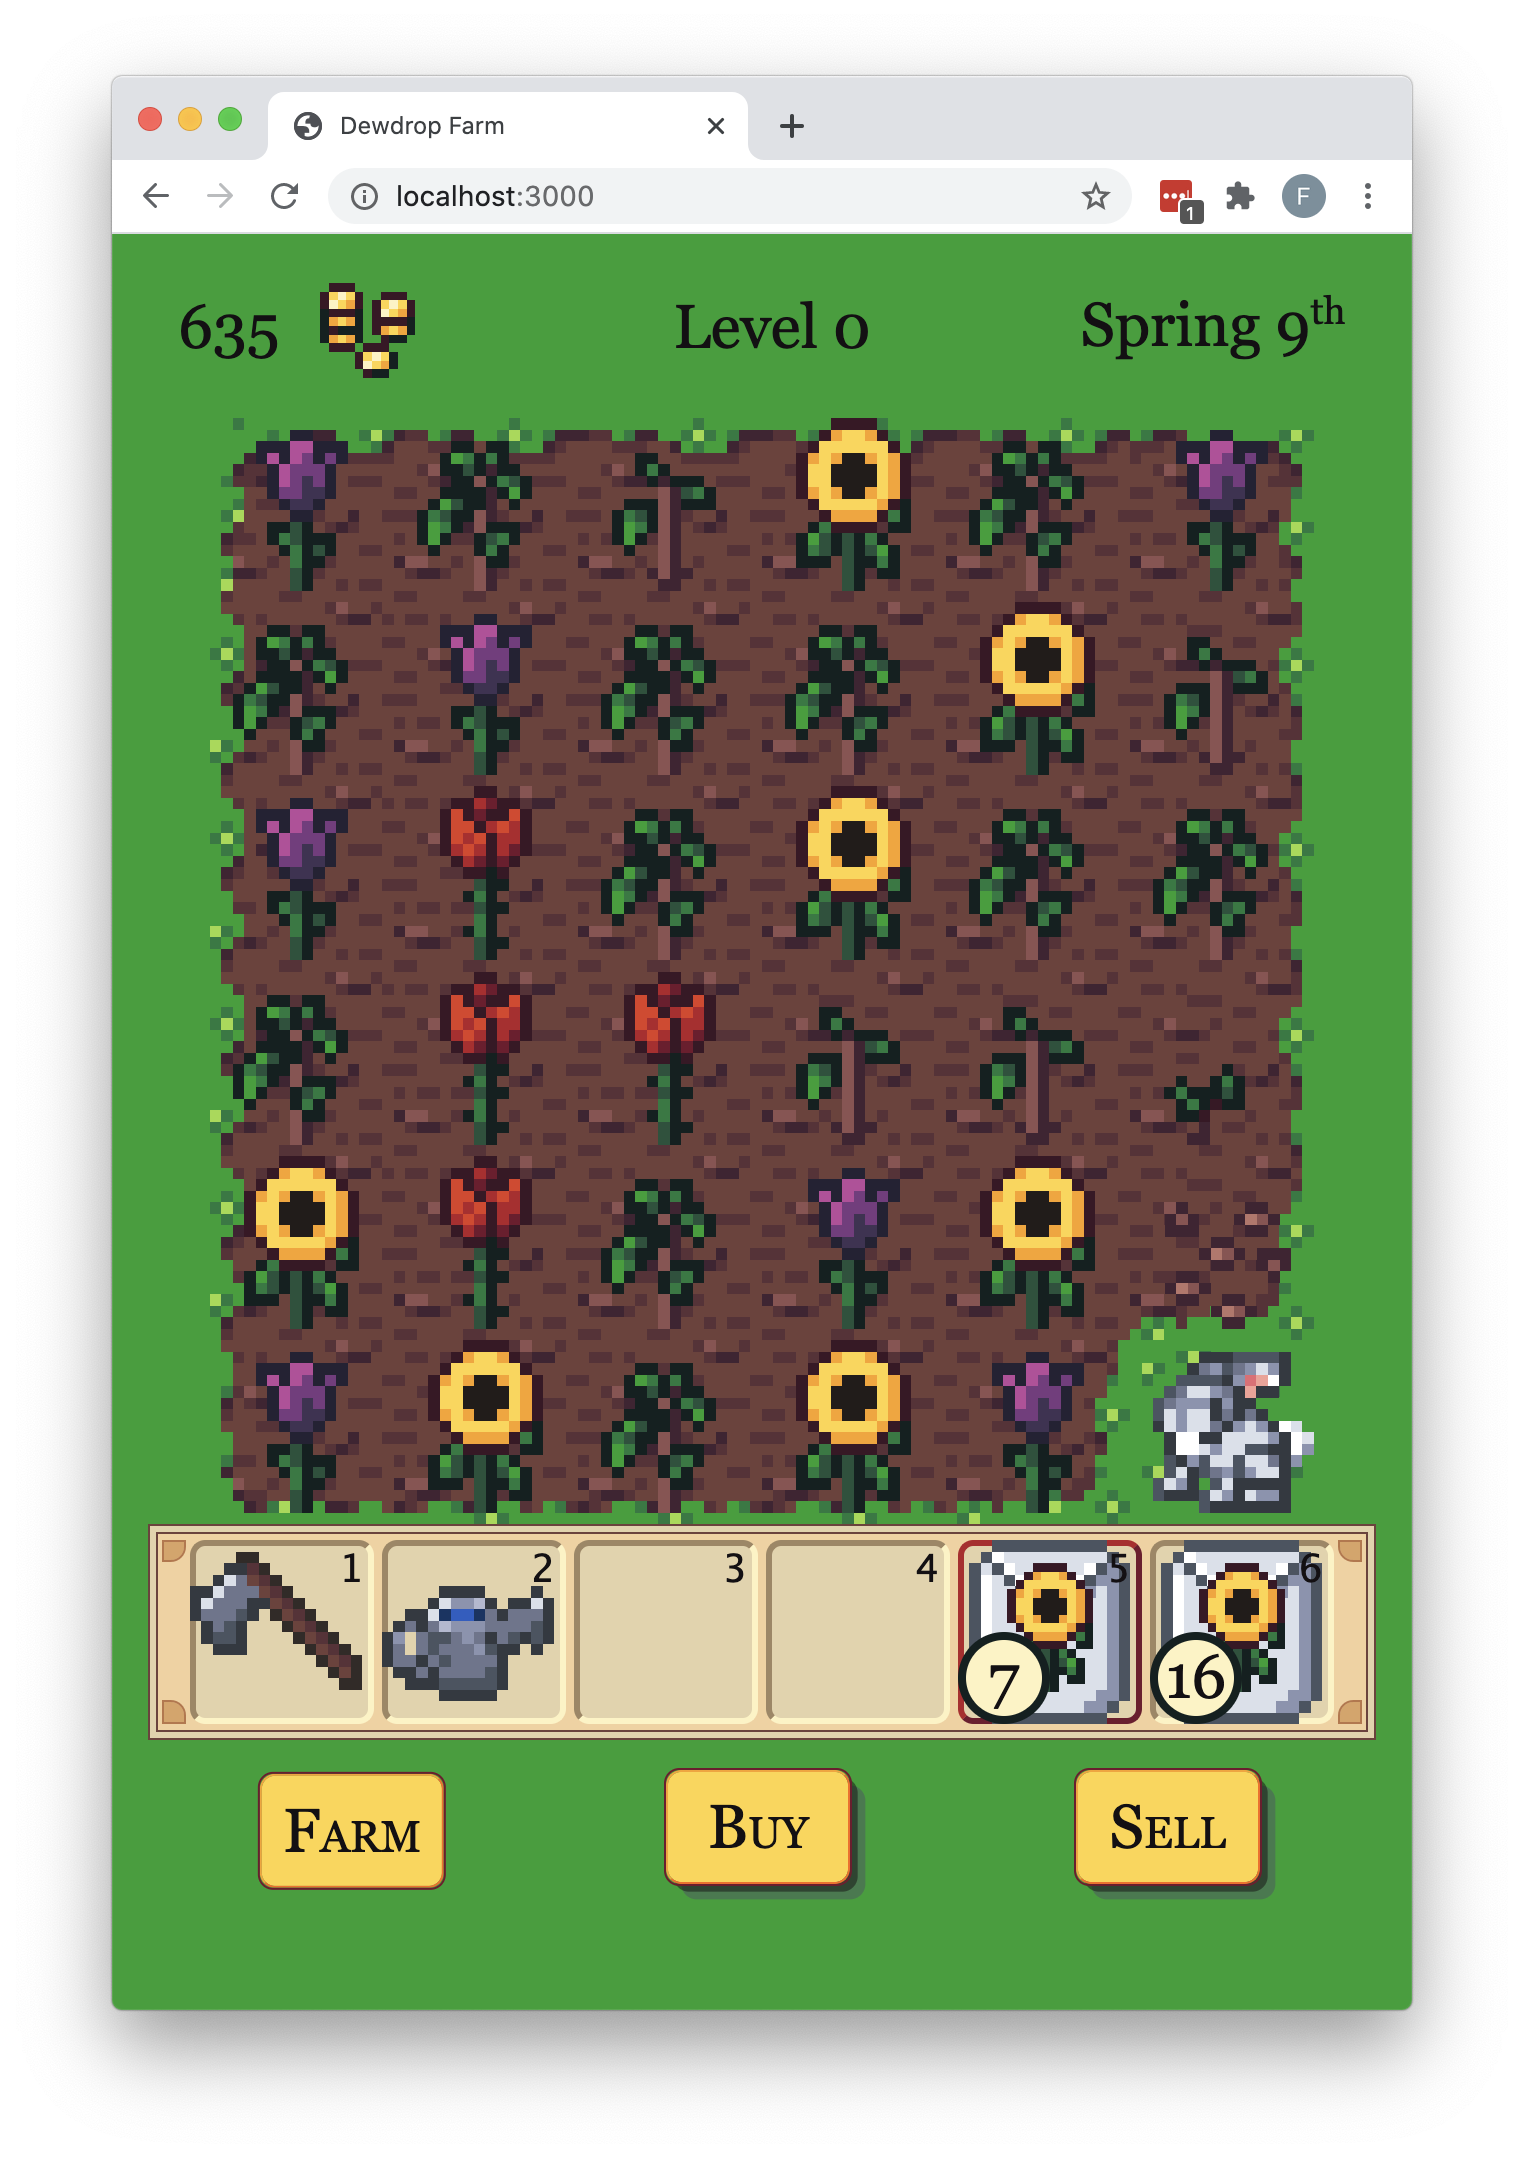 Dewdrop Farm
localhost:3000
1
F
635
Level 0
Spring 9th
1 2 3 4 5 6
7 16
Farm Buy Sell